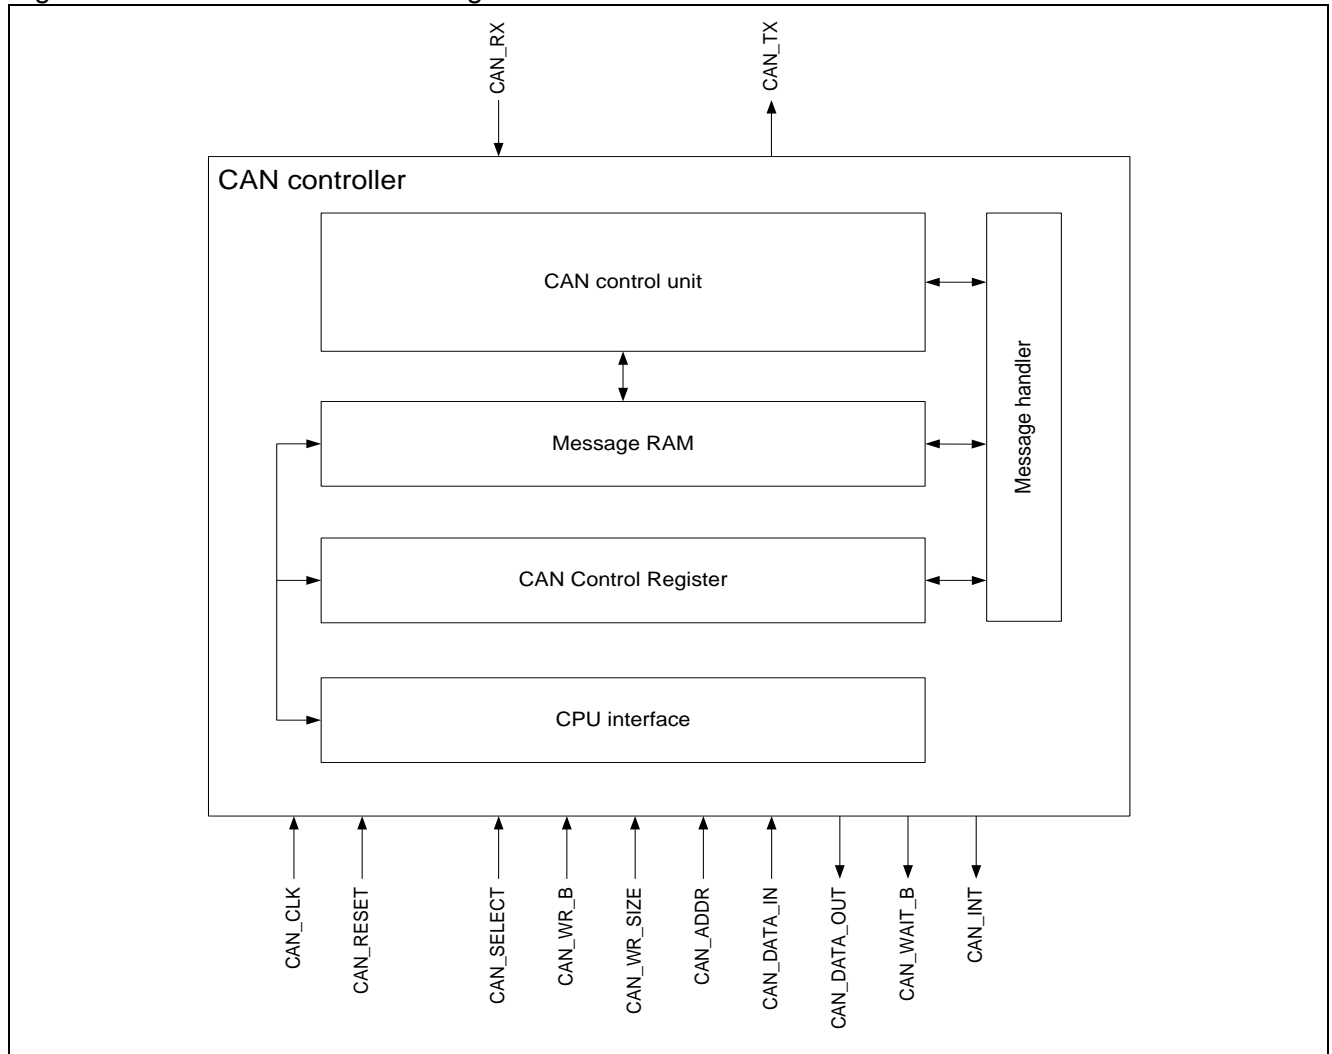 CAN_RX
CAN_TX
CAN controller
CAN control unit
Message handler
Message RAM
CAN Control Register
CPU interface
CAN_CLK
CAN_RESET
CAN_SELECT
CAN_WR_B
CAN_WR_SIZE
CAN_ADDR
CAN_DATA_IN
CAN_DATA_OUT
CAN_WAIT_B
CAN_INT